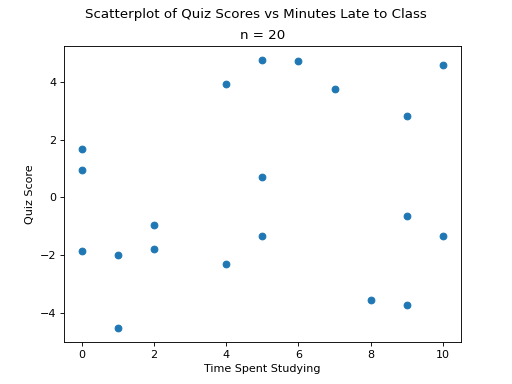 Scatterplot of Quiz Scores vs Minutes Late to Class
n = 20
4
2
0
−2
−4
Quiz Score
0 2 4 6 8 10
Time Spent Studying